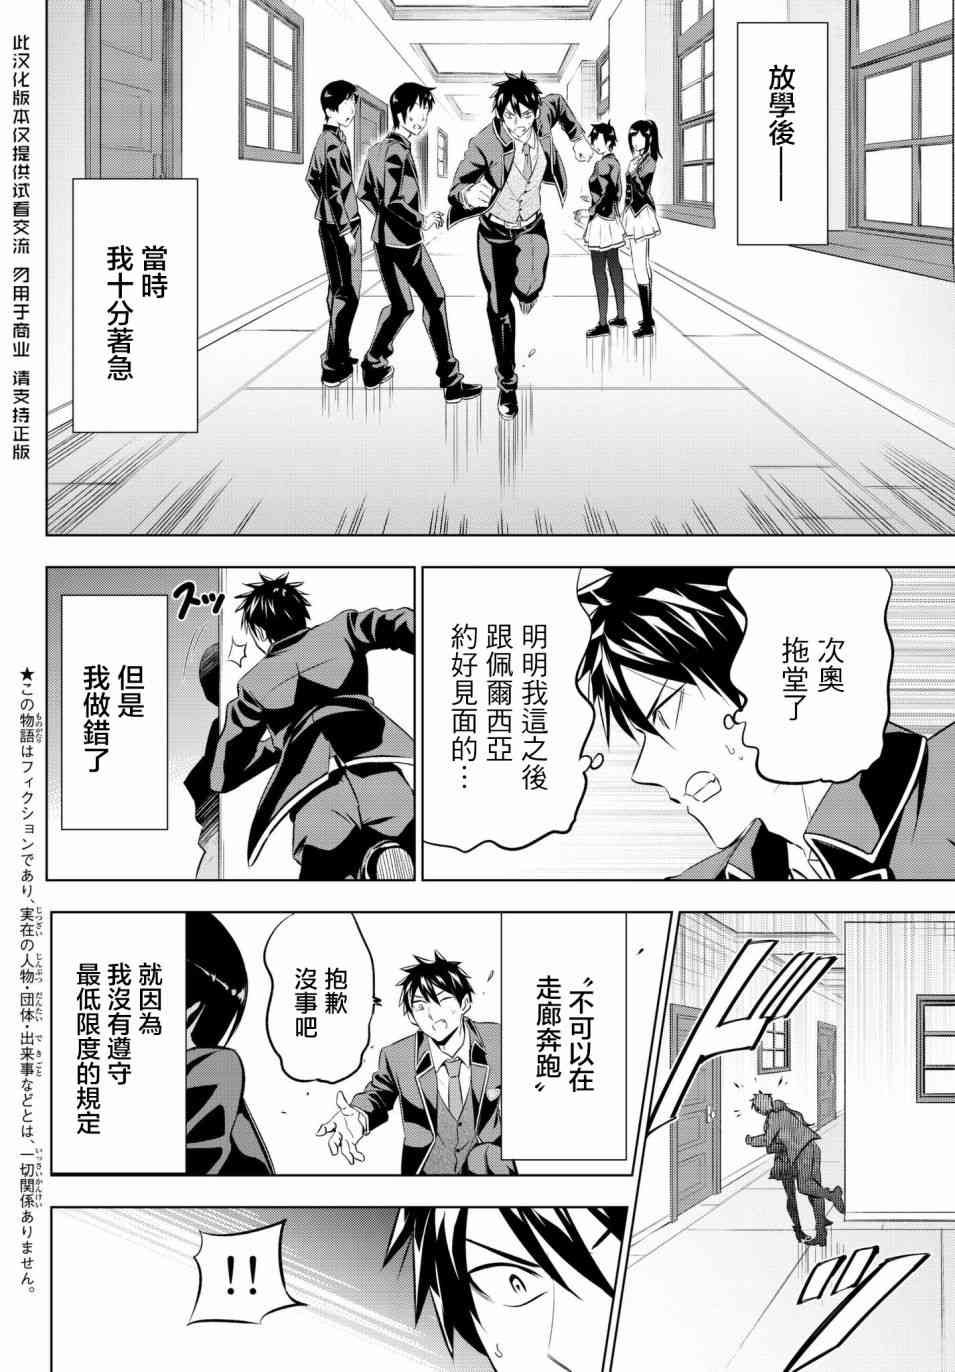 放學後——
當時
我十分著急
次奧
拖堂了
明明我這之後
跟佩爾西亞
約好見面的…
スッ
但是
我做錯了
〝不可以在
走廊奔跑〟
抱歉
沒事吧
就因為
我沒有遵守
最低限度的規定
!!
此汉化版本仅提供试看交流 勿用于商业 请支持正版
★この物語はフィクションであり、実在の人物・団体・出来事などとは、一切関係ありません。